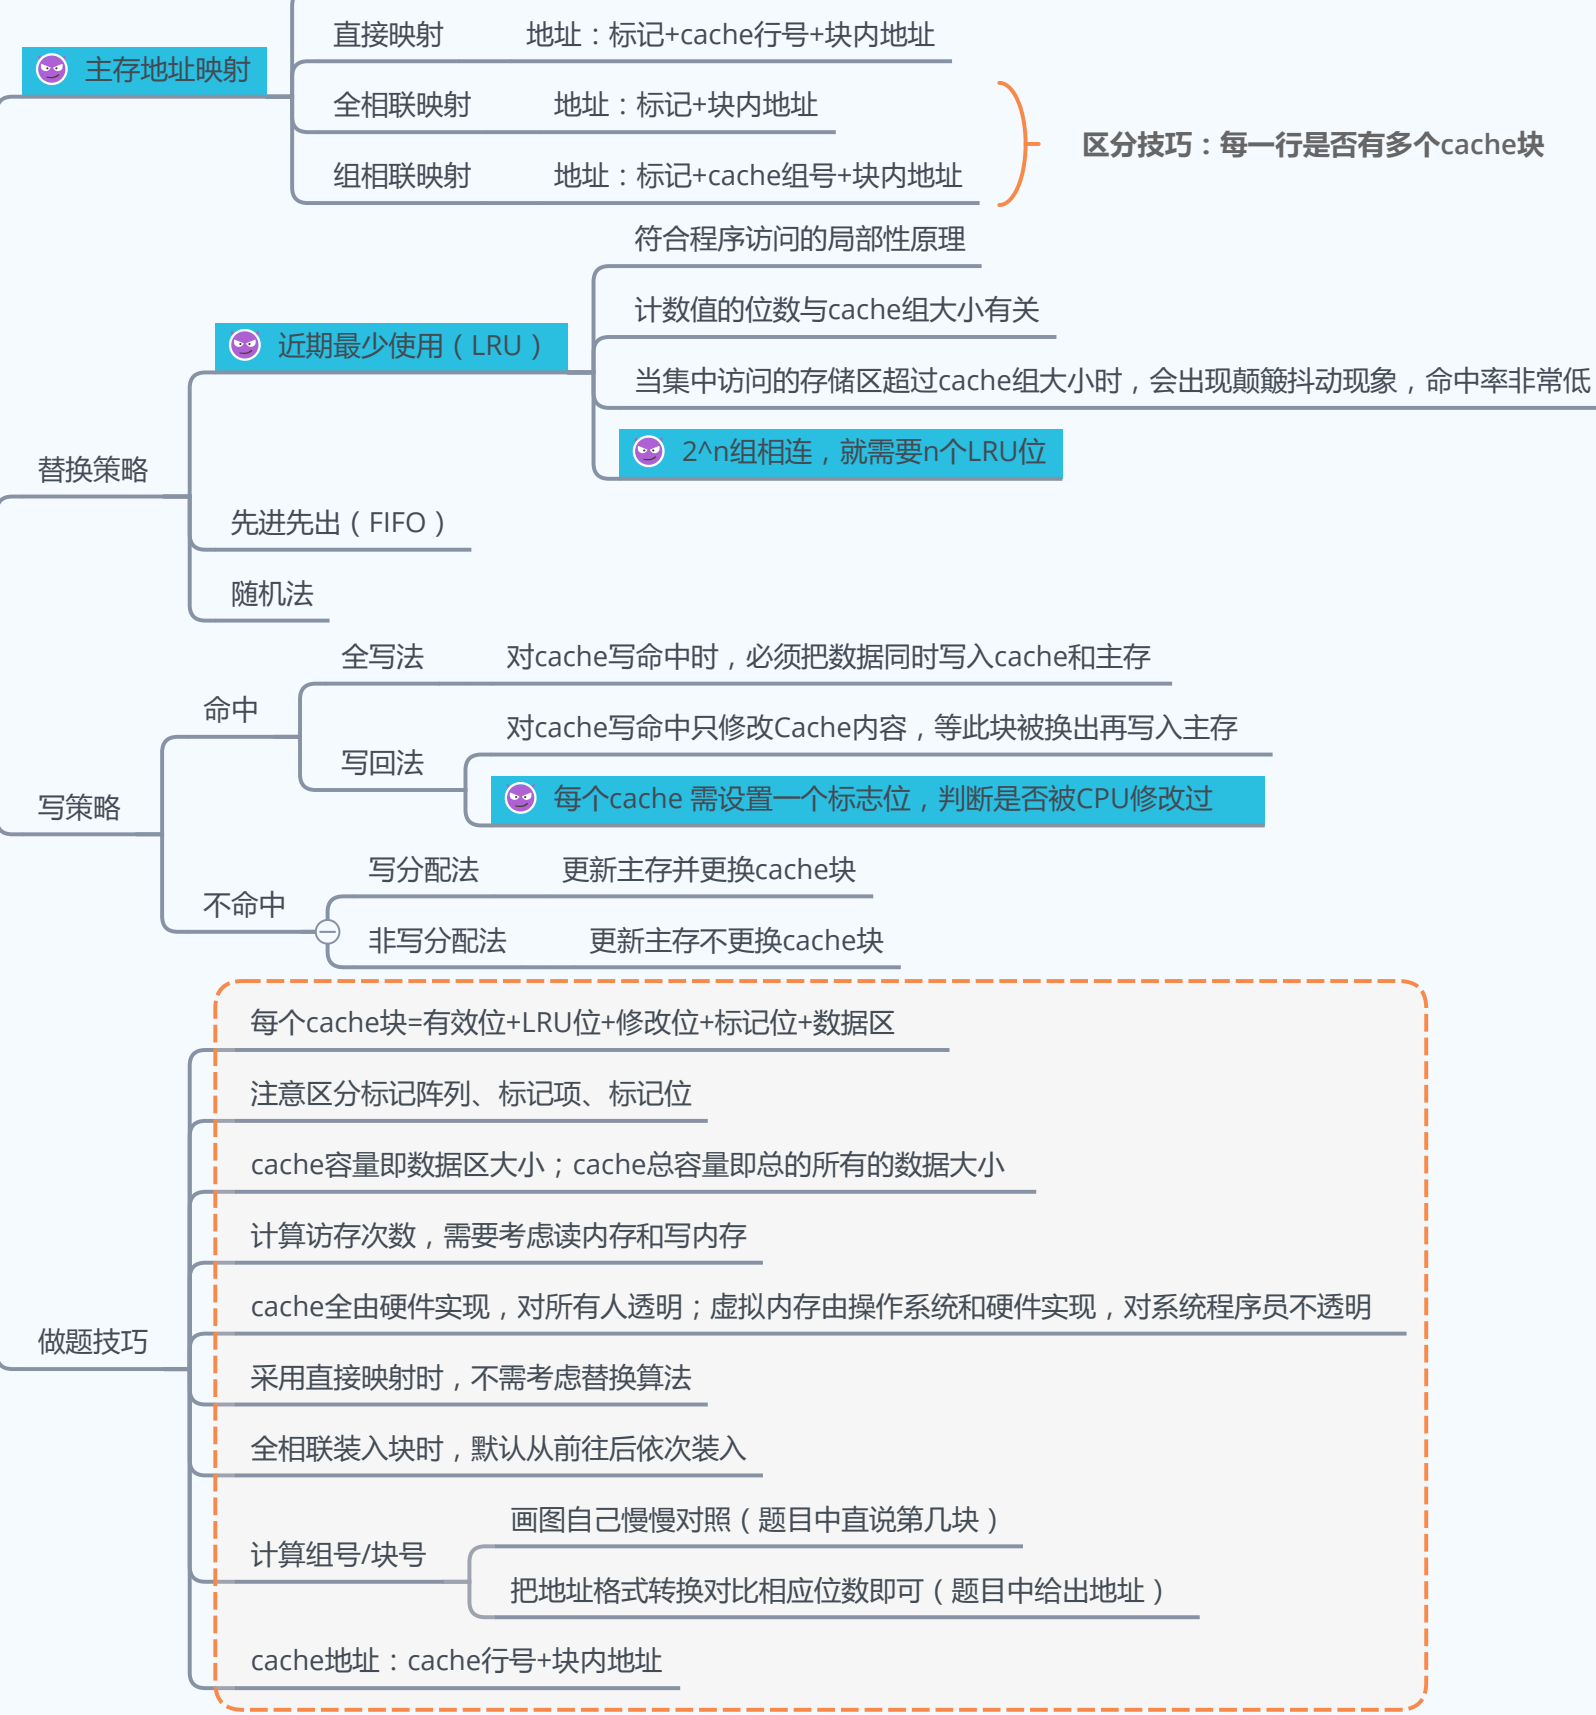 直接映射 地址：标记+cache行号+块内地址
主存地址映射
全相联映射 地址：标记+块内地址
区分技巧：每一行是否有多个cache块
组相联映射 地址：标记+cache组号+块内地址
符合程序访问的局部性原理
计数值的位数与cache组大小有关
近期最少使用（LRU）
当集中访问的存储区超过cache组大小时，会出现颠簸抖动现象，命中率非常低
2^n组相连，就需要n个LRU位
替换策略
先进先出（FIFO）
随机法
全写法 对cache写命中时，必须把数据同时写入cache和主存
命中
对cache写命中只修改Cache内容，等此块被换出再写入主存
写回法
每个cache 需设置一个标志位，判断是否被CPU修改过
写策略
写分配法 更新主存并更换cache块
不命中
非写分配法 更新主存不更换cache块
每个cache块=有效位+LRU位+修改位+标记位+数据区
注意区分标记阵列、标记项、标记位
cache容量即数据区大小；cache总容量即总的所有的数据大小
计算访存次数，需要考虑读内存和写内存
cache全由硬件实现，对所有人透明；虚拟内存由操作系统和硬件实现，对系统程序员不透明
做题技巧
采用直接映射时，不需考虑替换算法
全相联装入块时，默认从前往后依次装入
画图自己慢慢对照（题目中直说第几块）
计算组号/块号
把地址格式转换对比相应位数即可（题目中给出地址）
cache地址：cache行号+块内地址